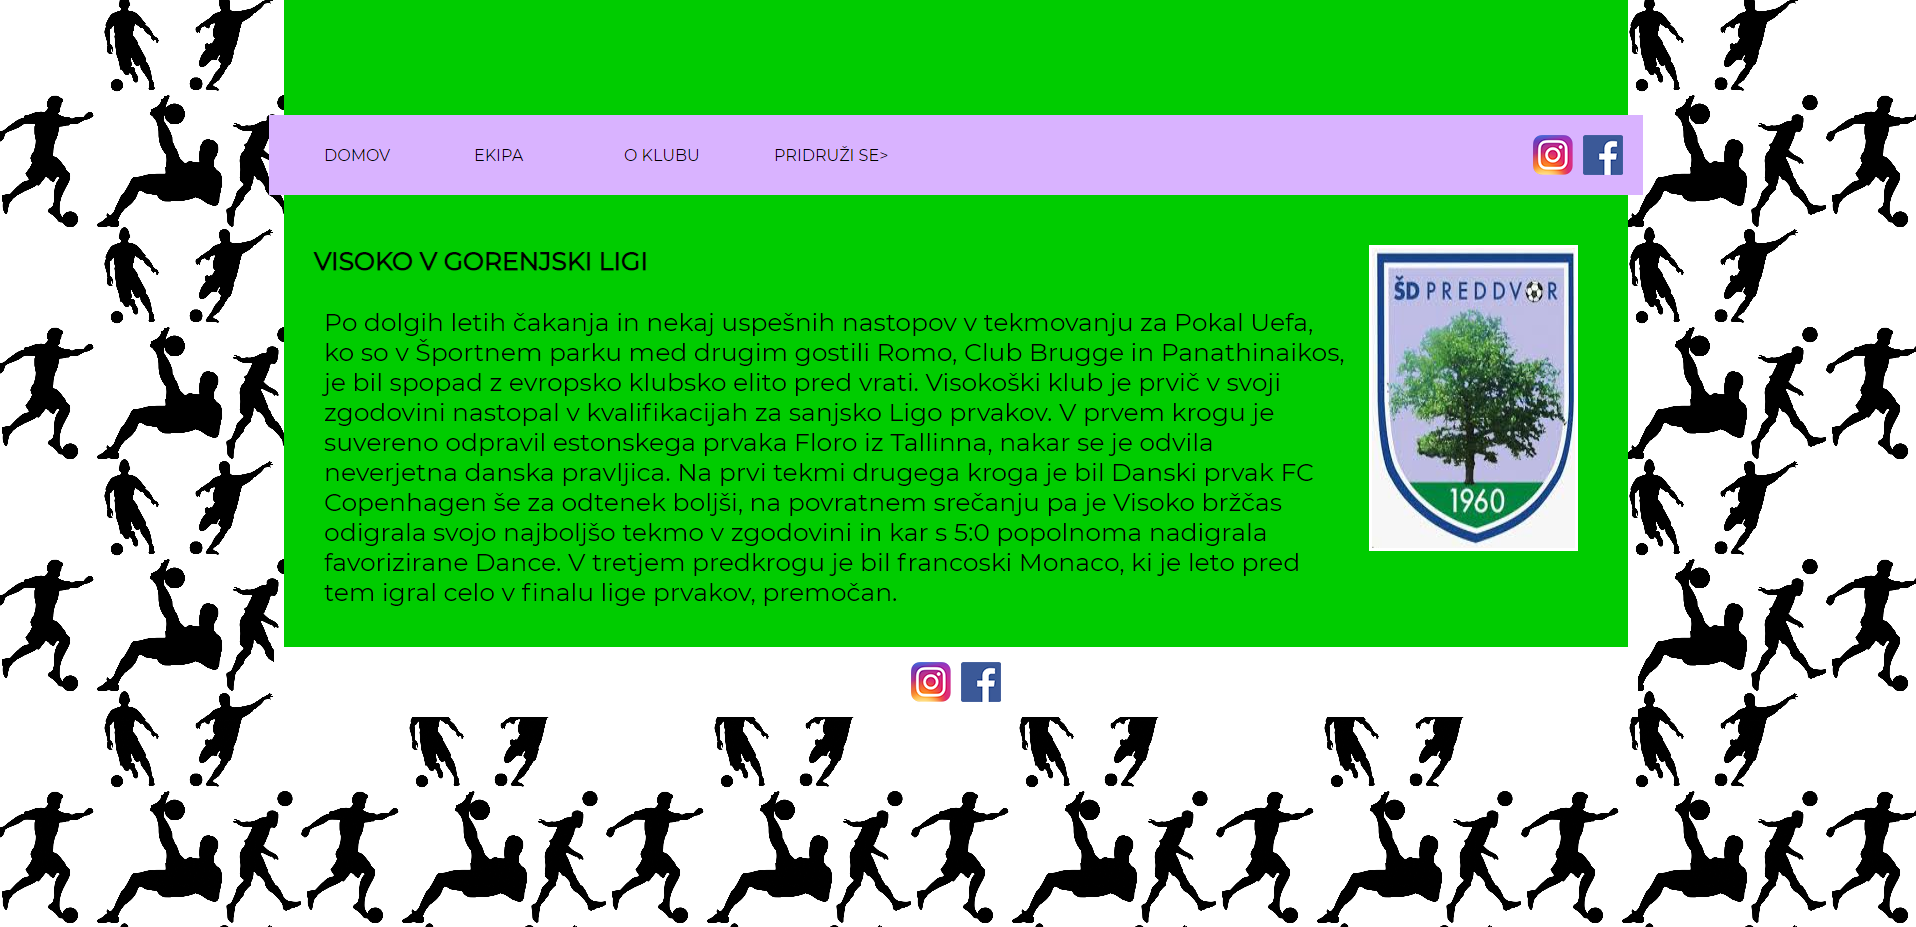 DOMOV EKIPA O KLUBU PRIDRUŽI SE>
VISOKO V GORENJSKI LIGI
Po dolgih letih čakanja in nekaj uspešnih nastopov v tekmovanju za Pokal Uefa,
ko so v Športnem parku med drugim gostili Romo, Club Brugge in Panathinaikos,
je bil spopad z evropsko klubsko elito pred vrati. Visokoški klub je prvič v svoji
zgodovini nastopal v kvalifikacijah za sanjsko Ligo prvakov. V prvem krogu je
suvereno odpravil estonskega prvaka Floro iz Tallinna, nakar se je odvila
neverjetna danska pravljica. Na prvi tekmi drugega kroga je bil Danski prvak FC
Copenhagen še za odtenek boljši, na povratnem srečanju pa je Visoko bržčas
odigrala svojo najboljšo tekmo v zgodovini in kar s 5:0 popolnoma nadigrala
favorizirane Dance. V tretjem predkrogu je bil francoski Monaco, ki je leto pred
tem igral celo v finalu lige prvakov, premočan.
ŠD PREDDVOR
1960